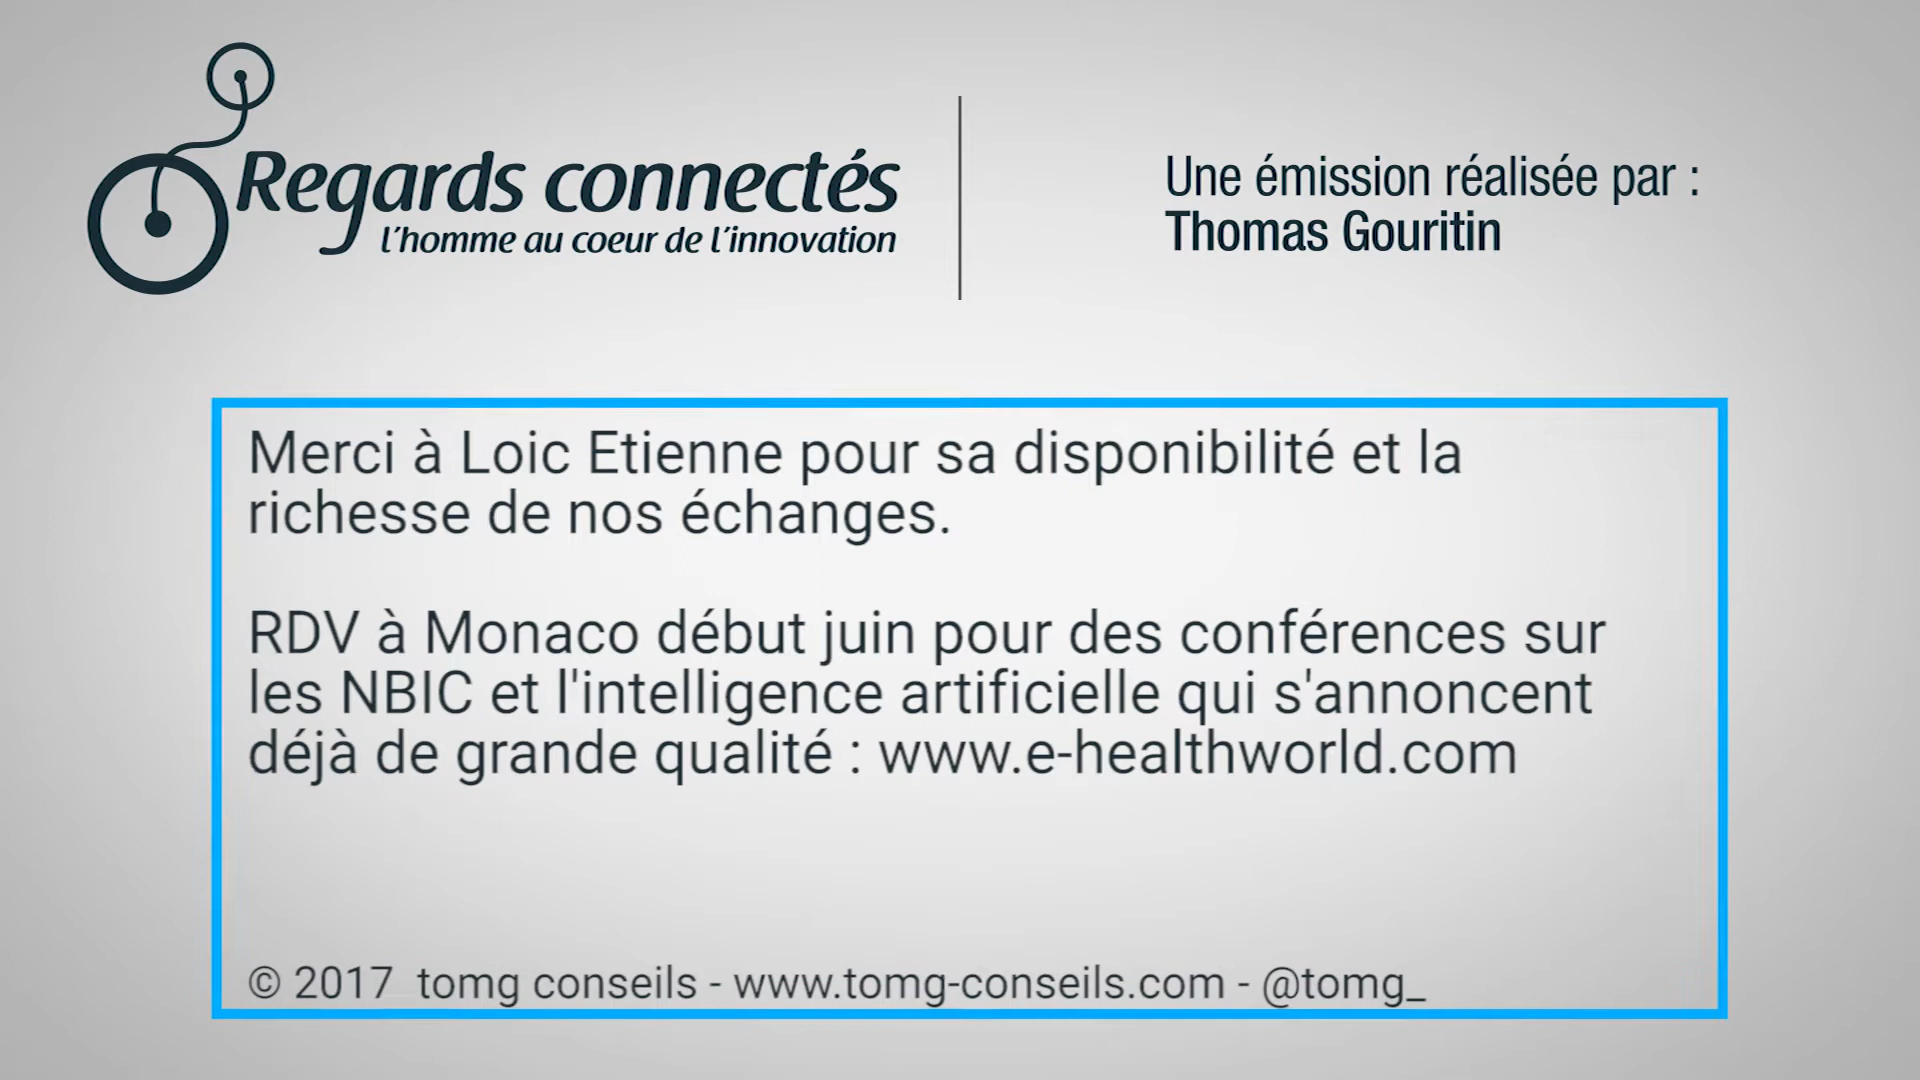 Regards connectés
l'homme au coeur de l'innovation
Une émission réalisée par :
Thomas Gouritin
Merci à Loic Etienne pour sa disponibilité et la
richesse de nos échanges.
RDV à Monaco début juin pour des conférences sur
les NBIC et l'intelligence artificielle qui s'annoncent
déjà de grande qualité : www.e-healthworld.com
© 2017  tomg conseils - www.tomg-conseils.com - @tomg_